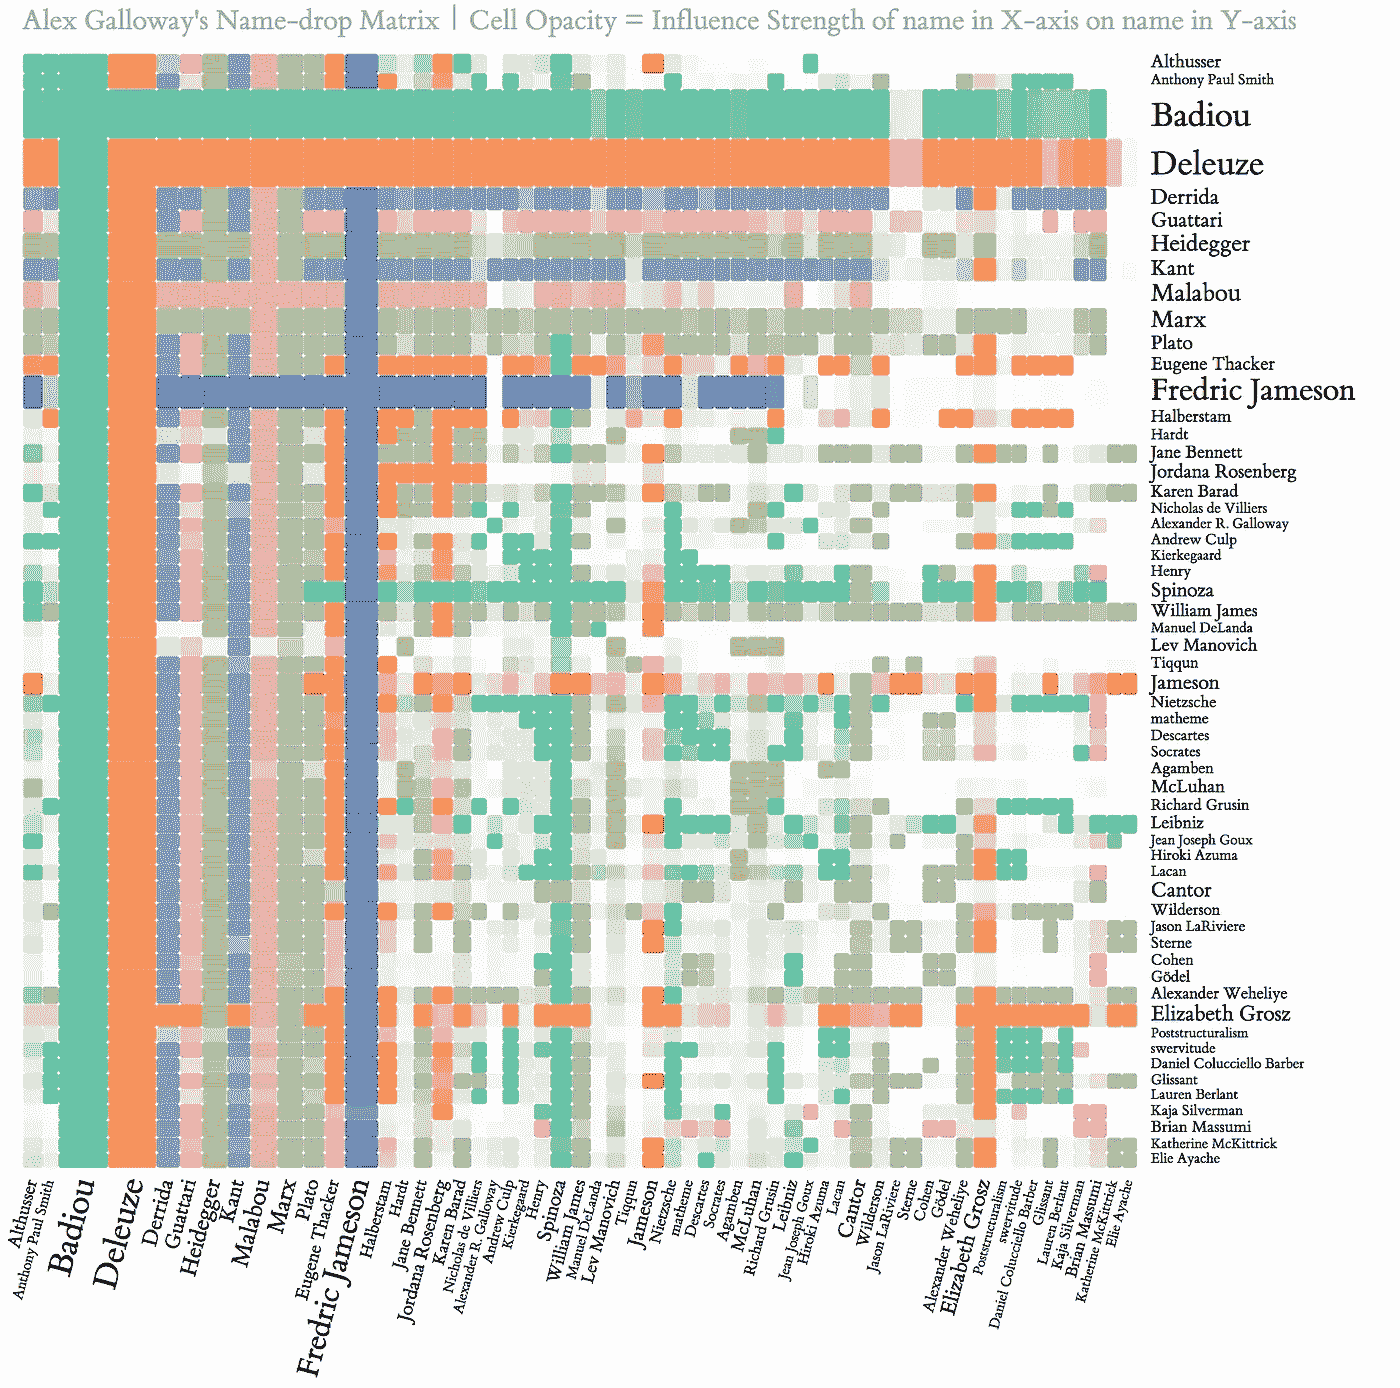 Alex Galloway's Name-drop Matrix | Cell Opacity = Influence Strength of name in X-axis on name in Y-axis
Althusser
Anthony Paul Smith
Badiou
Deleuze
Derrida
Guattari
Heidegger
Kant
Malabou
Marx
Plato
Eugene Thacker
Fredric Jameson
Halberstam
Hardt
Jane Bennett
Jordana Rosenberg
Karen Barad
Nicholas de Villiers
Alexander R. Galloway
Andrew Culp
Kierkegaard
Henry
Spinoza
William James
Manuel DeLanda
Lev Manovich
Tiqqun
Jameson
Nietzsche
matheme
Descartes
Socrates
Agamben
McLuhan
Richard Grusin
Leibniz
Jean Joseph Goux
Hiroki Azuma
Lacan
Cantor
Wilderson
Jason LaRiviere
Sterne
Cohen
Gödel
Alexander Weheliye
Elizabeth Grosz
Poststructuralism
swervitude
Daniel Colucciello Barber
Glissant
Lauren Berlant
Kaja Silverman
Brian Massumi
Katherine McKittrick
Elie Ayache
Althusser
Anthony Paul Smith
Badiou
Deleuze
Derrida
Guattari
Heidegger
Kant
Malabou
Marx
Plato
Eugene Thacker
Fredric Jameson
Halberstam
Hardt
Jane Bennett
Jordana Rosenberg
Karen Barad
Nicholas de Villiers
Alexander R. Galloway
Andrew Culp
Kierkegaard
Henry
Spinoza
William James
Manuel DeLanda
Lev Manovich
Tiqqun
Jameson
Nietzsche
matheme
Descartes
Socrates
Agamben
McLuhan
Richard Grusin
Leibniz
Jean Joseph Goux
Hiroki Azuma
Lacan
Cantor
Wilderson
Jason LaRiviere
Sterne
Cohen
Gödel
Alexander Weheliye
Elizabeth Grosz
Poststructuralism
swervitude
Daniel Colucciello Barber
Glissant
Lauren Berlant
Kaja Silverman
Brian Massumi
Katherine McKittrick
Elie Ayache